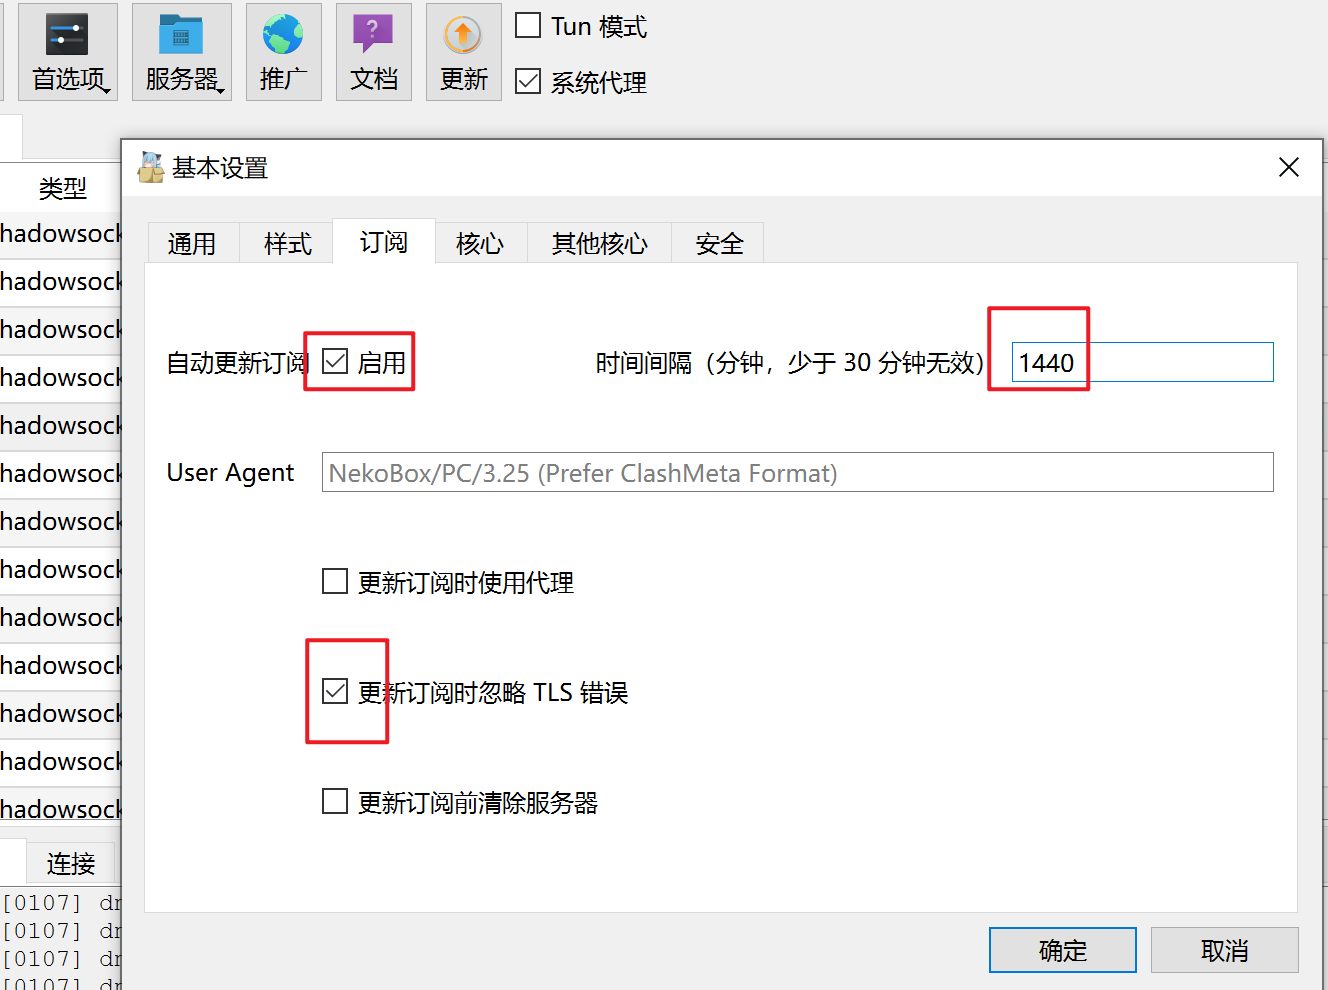 首选项
服务器
推广
文档
更新
Tun 模式
系统代理
基本设置
类型
通用
样式
订阅
核心
其他核心
安全
hadowsock
hadowsock
hadowsock
hadowsock
hadowsock
hadowsock
hadowsock
hadowsock
hadowsock
hadowsock
hadowsock
hadowsock
hadowsock
自动更新订阅
启用
时间间隔（分钟，少于 30 分钟无效）
1440
User Agent
NekoBox/PC/3.25 (Prefer ClashMeta Format)
更新订阅时使用代理
更新订阅时忽略 TLS 错误
更新订阅前清除服务器
连接
[0107] dn
[0107] dn
[0107] dn
[0107] dn
确定
取消